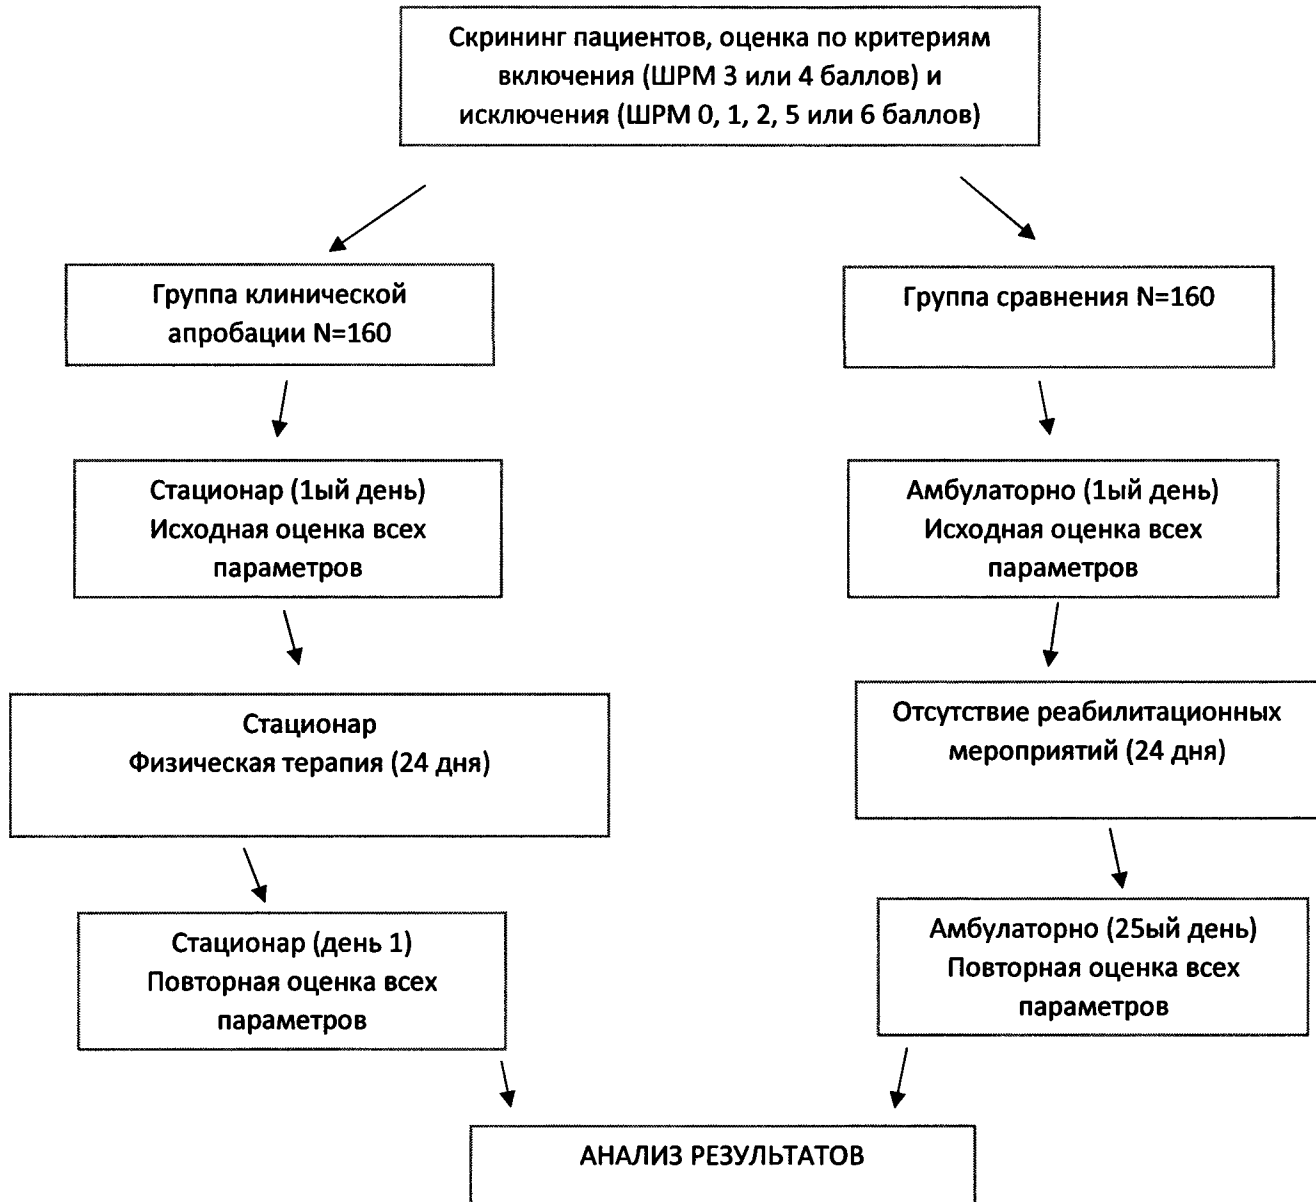 Скрининг пациентов, оценка по критериям
включения (ШРМ 3 или 4 баллов) и
исключения (ШРМ 0, 1, 2, 5 или 6 баллов)
Группа клинической
апробации N=160
Группа сравнения N=160
Стационар (1ый день)
Исходная оценка всех
параметров
Амбулаторно (1ый день)
Исходная оценка всех
параметров
Стационар
Физическая терапия (24 дня)
Отсутствие реабилитационных
мероприятий (24 дня)
Стационар (день 1)
Повторная оценка всех
параметров
Амбулаторно (25ый день)
Повторная оценка всех
параметров
АНАЛИЗ РЕЗУЛЬТАТОВ